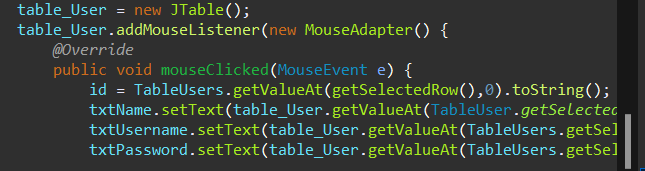 table_User = new JTable();
table_User.addMouseListener(new MouseAdapter() {
@Override
public void mouseClicked(MouseEvent e) {
id = TableUsers.getValueAt(getSelectedRow(),0).toString();
txtName.setText(table_User.getValueAt(TableUser.getSelected
txtUsername.setText(table_User.getValueAt(TableUsers.getSel
txtPassword.setText(table_User.getValueAt(TableUsers.getSel